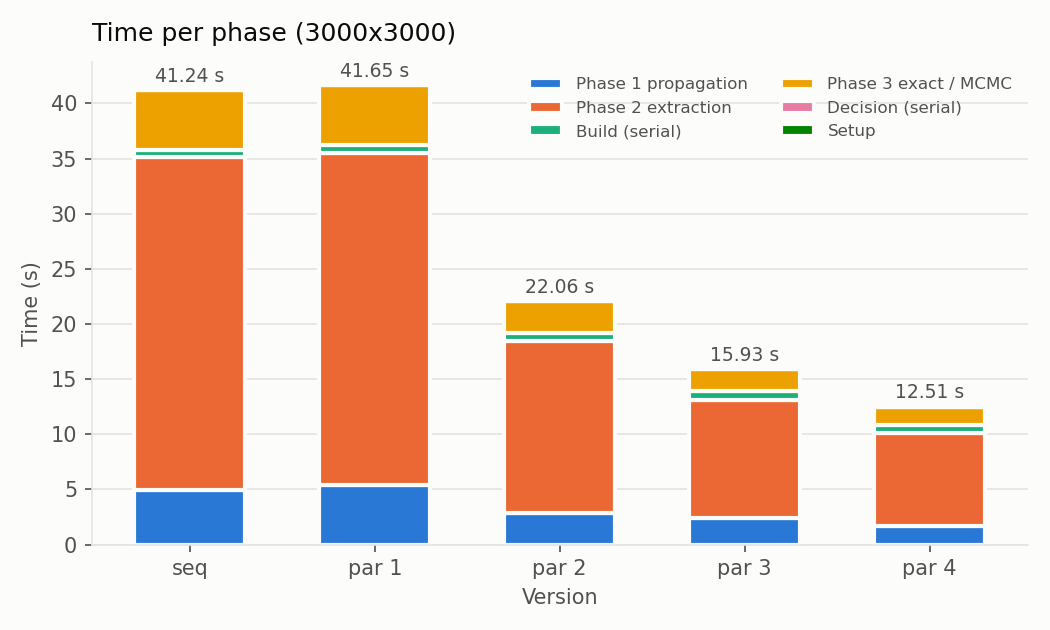 Time per phase (3000x3000)
41.24 s
41.65 s
22.06 s
15.93 s
12.51 s
Phase 1 propagation
Phase 2 extraction
Build (serial)
Phase 3 exact / MCMC
Decision (serial)
Setup
Time (s)
40
35
30
25
20
15
10
5
0
seq
par 1
par 2
par 3
par 4
Version